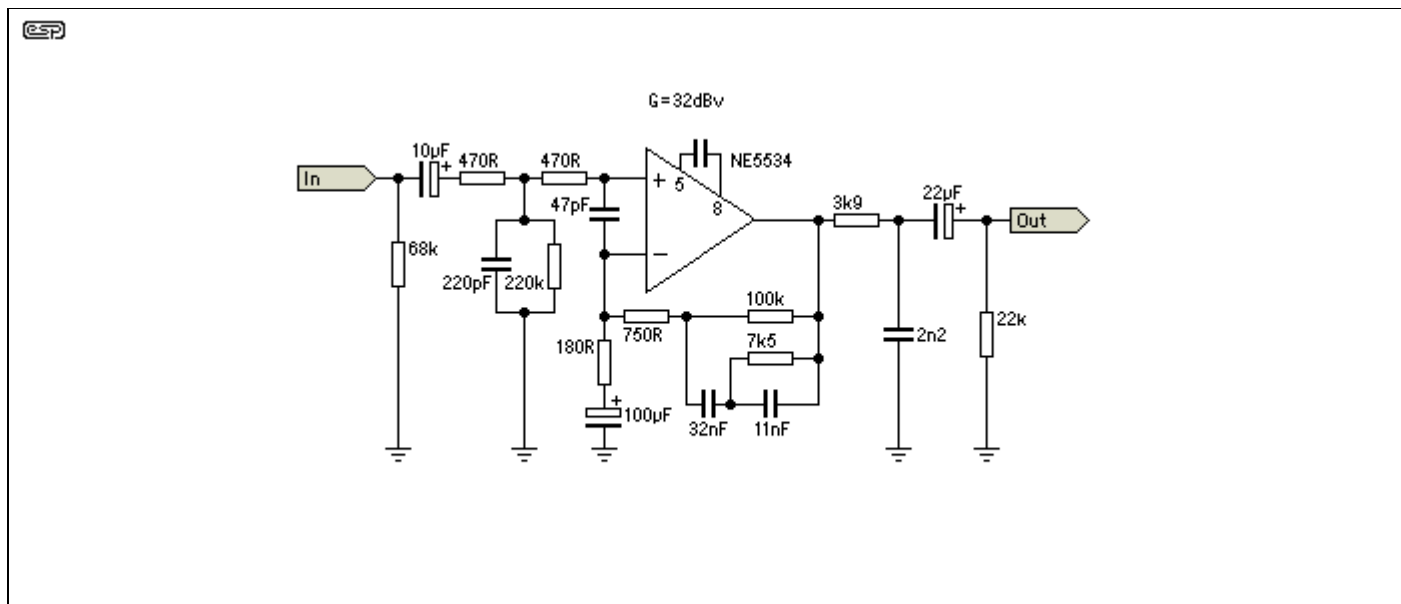 esp
G=32dBv
10µF
470R
470R
NE5534
In
+
+
5
8
47pF
3k9
22µF
+
Out
−
68k
220pF
220k
100k
750R
7k5
22k
2n2
180R
+
100µF
32nF
11nF